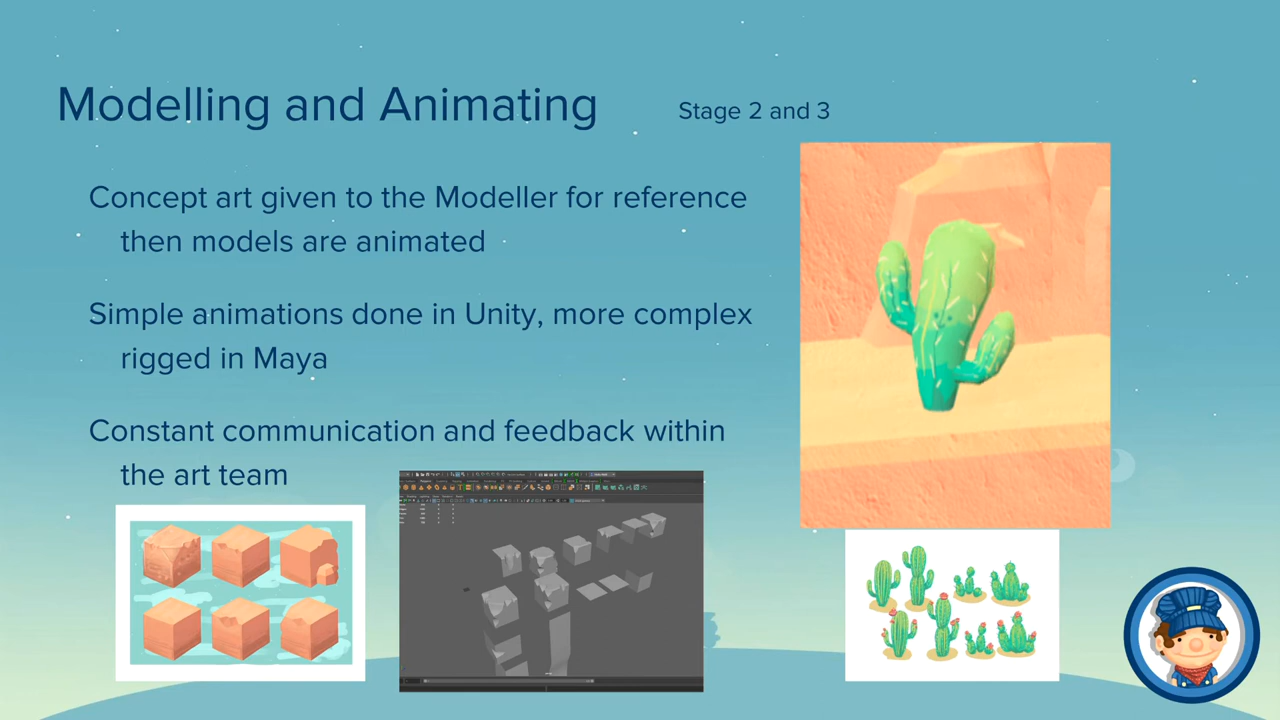 Modelling and Animating
Stage 2 and 3
Concept art given to the Modeller for reference
then models are animated
Simple animations done in Unity, more complex
rigged in Maya
Constant communication and feedback within
the art team